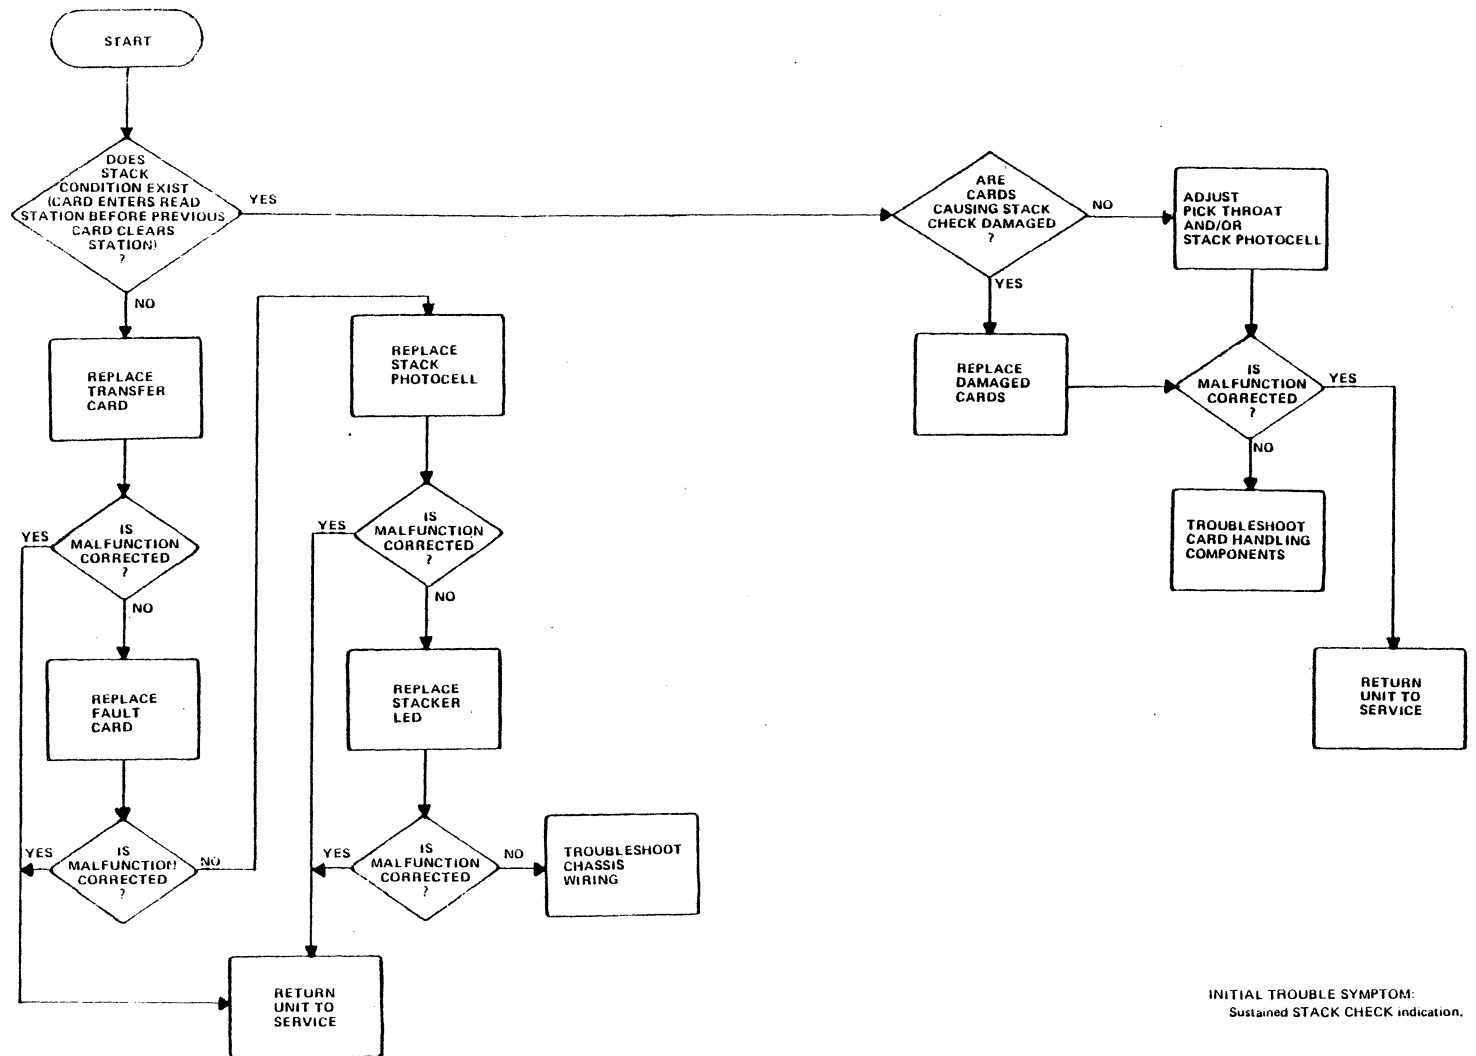 START
DOES
STACK
CONDITION EXIST
(CARD ENTERS READ
STATION BEFORE PREVIOUS
CARD CLEARS
STATION)
?
YES
NO
REPLACE
TRANSFER
CARD
IS
MALFUNCTION
CORRECTED
?
YES
NO
REPLACE
FAULT
CARD
IS
MALFUNCTION
CORRECTED
?
YES
NO
REPLACE
STACK
PHOTOCELL
IS
MALFUNCTION
CORRECTED
?
YES
NO
REPLACE
STACKER
LED
IS
MALFUNCTION
CORRECTED
?
YES
NO
TROUBLESHOOT
CHASSIS
WIRING
RETURN
UNIT TO
SERVICE
ARE
CARDS
CAUSING STACK
CHECK DAMAGED
?
NO
YES
ADJUST
PICK THROAT
AND/OR
STACK PHOTOCELL
REPLACE
DAMAGED
CARDS
IS
MALFUNCTION
CORRECTED
?
YES
NO
TROUBLESHOOT
CARD HANDLING
COMPONENTS
RETURN
UNIT TO
SERVICE
INITIAL TROUBLE SYMPTOM:
Sustained STACK CHECK indication.